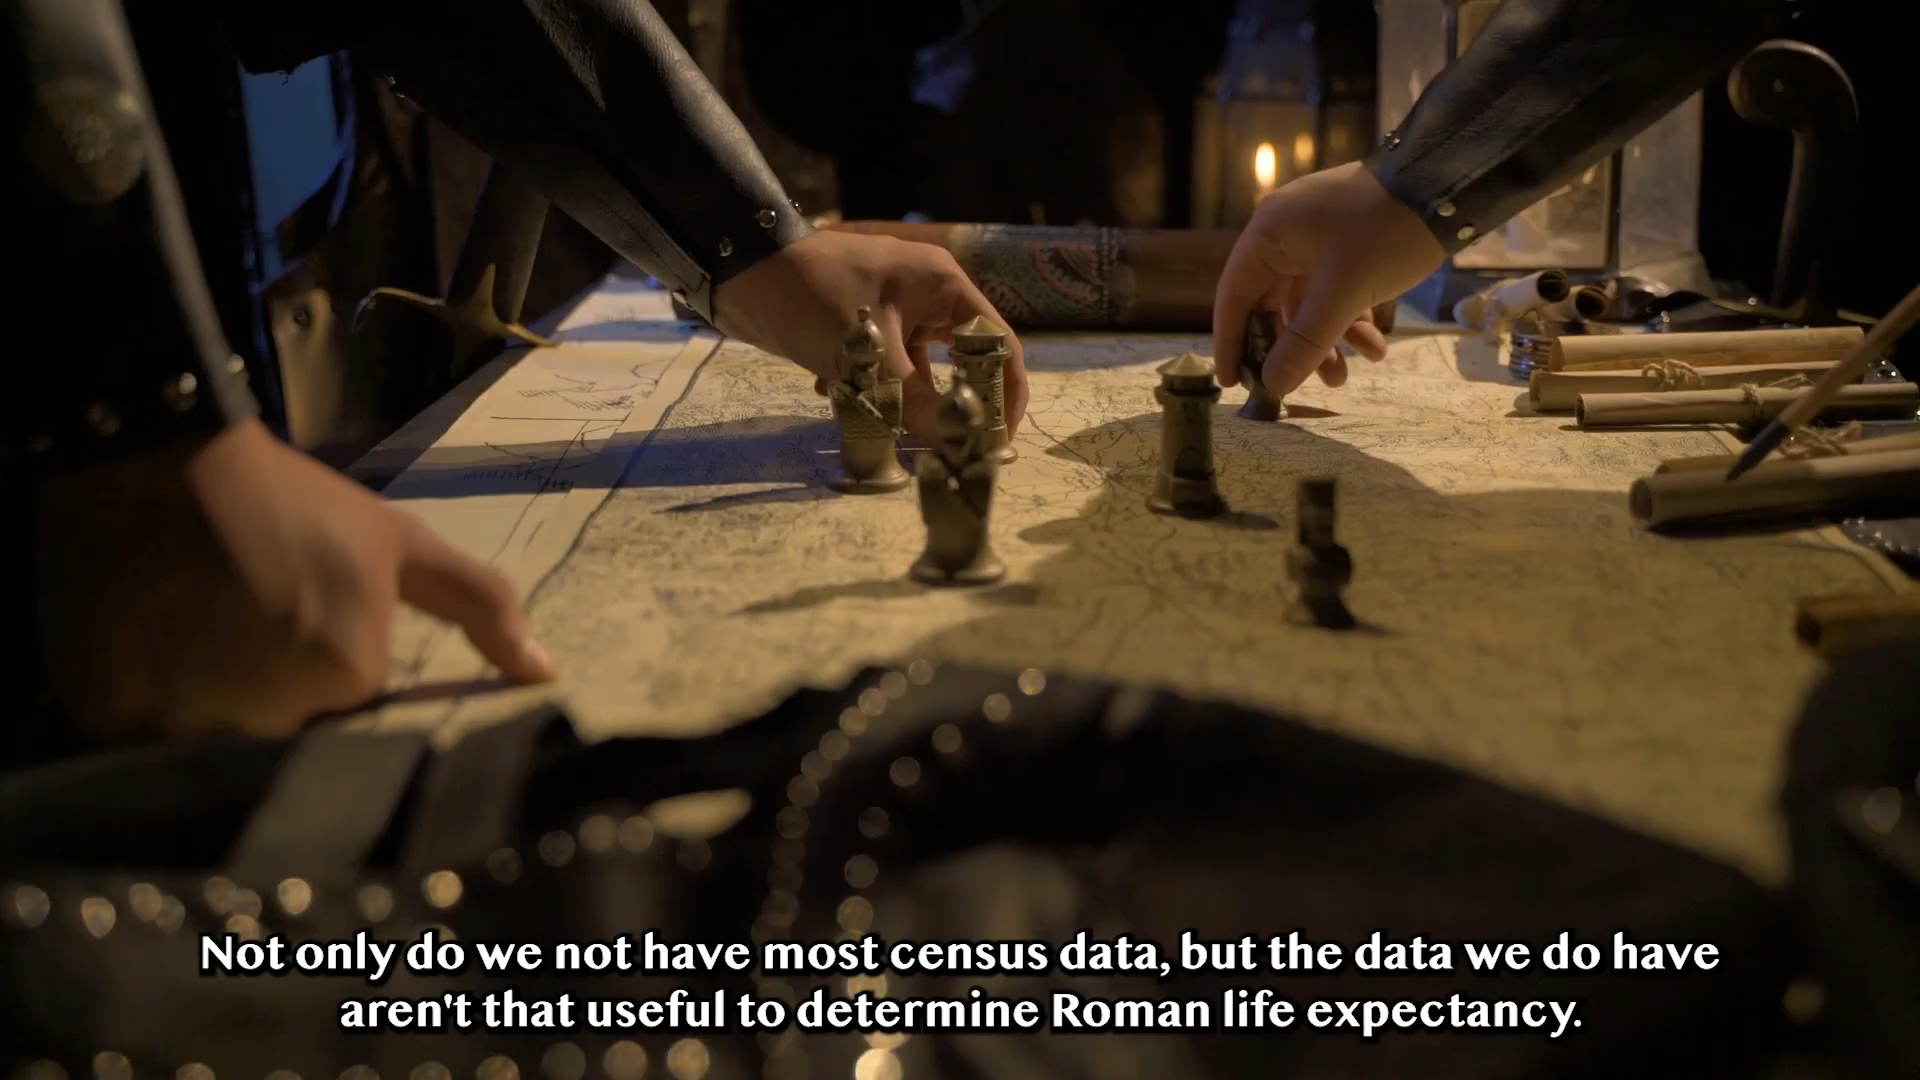 Not only do we not have most census data, but the data we do have
aren't that useful to determine Roman life expectancy.